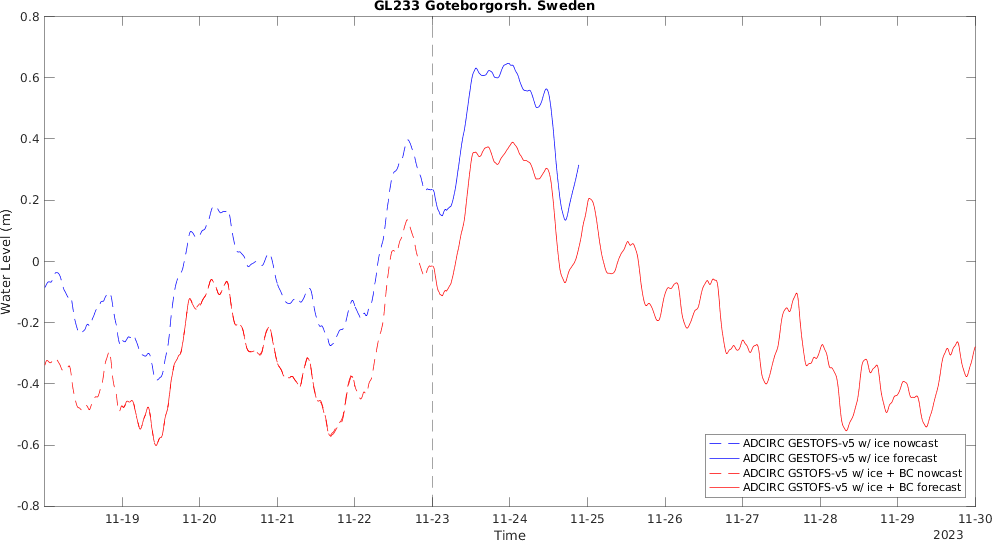 GL233 Goteborgorsh. Sweden
0.8
0.6
0.4
0.2
0
-0.2
-0.4
-0.6
-0.8
Water Level (m)
11-19 11-20 11-21 11-22 11-23 11-24 11-25 11-26 11-27 11-28 11-29 11-30
Time
2023
ADCIRC GESTOFS-v5 w/ ice nowcast
ADCIRC GESTOFS-v5 w/ ice forecast
ADCIRC GSTOFS-v5 w/ ice + BC nowcast
ADCIRC GSTOFS-v5 w/ ice + BC forecast